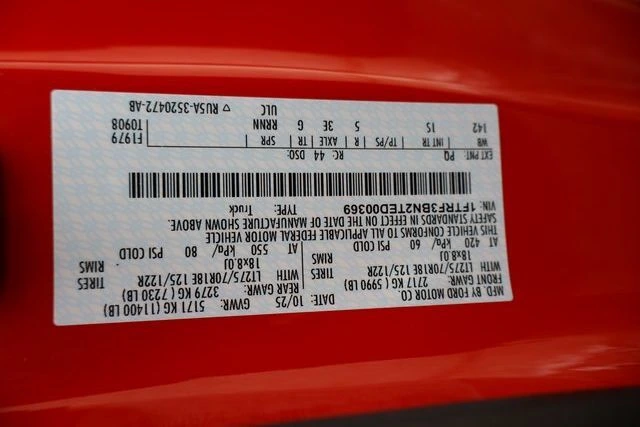 MFD. BY FORD MOTOR CO.
DATE: 10/25 GVWR: 5171 KG (11400 LB)
FRONT GAWR: 2717 KG (5990 LB) REAR GAWR: 3279 KG (7230 LB)
WITH LT275/70R18E 125/122R TIRES WITH LT275/70R18E 125/122R TIRES
18x8.0J RIMS 18x8.0J RIMS
AT 420 kPa/ 60 PSI COLD AT 550 kPa/ 80 PSI COLD
THIS VEHICLE CONFORMS TO ALL APPLICABLE FEDERAL MOTOR VEHICLE
SAFETY STANDARDS IN EFFECT ON THE DATE OF MANUFACTURE SHOWN ABOVE.
VIN: 1FTRF3BN2TED00369 TYPE: Truck
EXT PNT: PQ RC: 44 DSO: F1979
WB INT TR TP/PS R AXLE TR SPR T0908
142 1S 5 3E G RRNN
ULC ▽ RU5A-3520472-AB